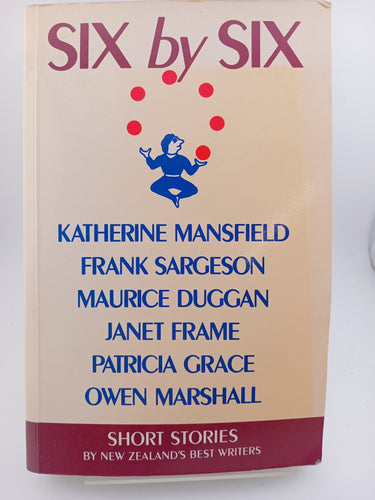 SIX by SIX
KATHERINE MANSFIELD
FRANK SARGESON
MAURICE DUGGAN
JANET FRAME
PATRICIA GRACE
OWEN MARSHALL
SHORT STORIES
BY NEW ZEALAND'S BEST WRITERS